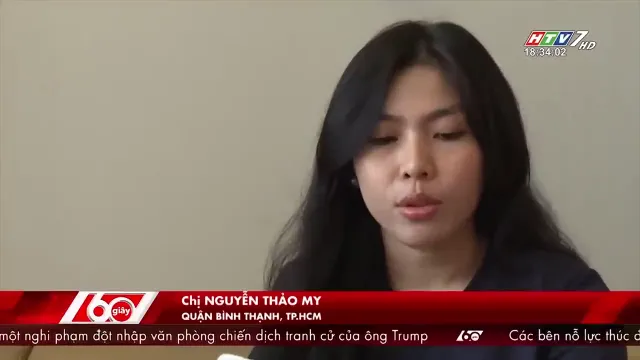 HTV7 HD
18:34:02
Chị NGUYỄN THẢO MY
60 giây
QUẬN BÌNH THẠNH, TP.HCM
một nghi phạm đột nhập văn phòng chiến dịch tranh cử của ông Trump 60 Các bên nỗ lực thúc đ